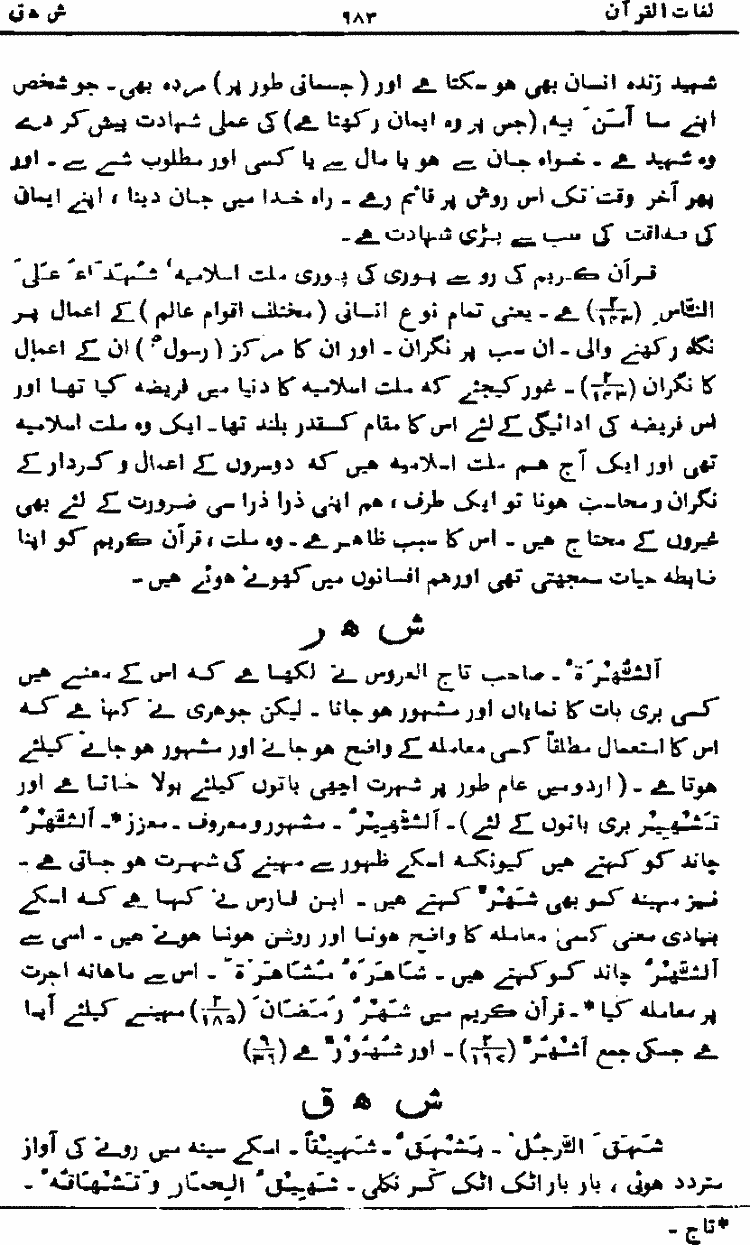 لغات القرآن ۹۸۳ ش ھ ق
شہید زندہ انسان بھی ہو سکتا ہے اور (جسمانی طور پر) مردہ بھی۔ جو شخص
اپنے ما آمَنَ بِہٖ (جس پر وہ ایمان رکھتا ہے) کی عملی شہادت پیش کر دے
وہ شہید ہے ۔ خواہ جان سے ہو یا مال سے یا کسی اور مطلوب شے سے ۔ اور
پھر آخر وقت تک اس روش پر قائم رہے ۔ راہ خدا میں جان دینا ، اپنے ایمان
کی صداقت کی سب سے بڑی شہادت ہے۔
قرآن کریم کی رو سے پوری کی پوری ملت اسلامیہ، شُہَدَاءَ عَلَی
النَّاسِ (۲/۱۴۳) ہے ۔ یعنی تمام نوع انسانی (مختلف اقوام عالم) کے اعمال پر
نگاہ رکھنے والی ۔ ان سب پر نگران ۔ اور ان کا مرکز (رسولؐ) ان کے اعمال
کا نگران (۲/۱۴۳) ۔ غور کیجئے کہ ملت اسلامیہ کا دنیا میں فریضہ کیا تھا اور
اس فریضہ کی ادائیگی کے لئے اس کا مقام کسقدر بلند تھا۔ ایک وہ ملت اسلامیہ
تھی اور ایک آج ہم ملت اسلامیہ ہیں کہ دوسروں کے اعمال و کردار کے
نگران و محاسب ہونا تو ایک طرف ، ہم اپنی ذرا ذرا سی ضرورت کے لئے بھی
غیروں کے محتاج ہیں ۔ اس کا سبب ظاہر ہے ۔ وہ ملت ، قرآن کریم کو اپنا
ضابطہ حیات سمجھتی تھی اور ہم افسانوں میں کھوئے ہوئے ہیں ۔
ش ھ ر
اَلشُّھْرَۃُ ۔ صاحب تاج العروس نے لکھا ہے کہ اس کے معنے ہیں
کسی بری بات کا نمایاں اور مشہور ہو جانا ۔ لیکن جوھری نے کہا ہے کہ
اس کا استعمال مطلقاً کسی معاملہ کے واضح ہو جانے اور مشہور ہو جانے کیلئے
ہوتا ہے ۔ (اردو میں عام طور پر شہرت اچھی باتوں کیلئے بولا جاتا ہے اور
تَشْہِیْر بری باتوں کے لئے) ۔ اَلشَّھِیْرُ ۔ مشہور و معروف ۔ معزز*۔ اَلشَّھْرُ
چاند کو کہتے ہیں کیونکہ اسکے ظہور سے مہینے کی شہرت ہو جاتی ہے ۔
نیز مہینہ کو بھی شَھْرٌ کہتے ہیں ۔ ابن فارس نے کہا ہے کہ اسکے
بنیادی معنی کسی معاملہ کا واضح ہونا اور روشن ہونا ہوتے ہیں ۔ اسی سے
اَلشَّھْرُ چاند کو کہتے ہیں ۔ شَاھَرَہٗ مُشَاھَرَۃً ۔ اس سے ماہانہ اجرت
پر معاملہ کیا *۔ قرآن کریم میں شَھْرُ رَمَضَانَ (۲/۱۸۵) مہینے کیلئے آیا
ہے جسکی جمع اَشْھُرٌ (۲/۱۹۷) ۔ اور شُھُوْرٌ ہے (۹/۳۶)
ش ھ ق
شَہَقَ الرَّجُلُ ۔ یَشْھَقُ ۔ شَھِیْقاً ۔ اسکے سینہ میں رونے کی آواز
متردد ہوئی ، بار بار اٹک اٹک کر نکلی ۔ شَھِیْقُ الْحِمَارِ وَ تَشْھَاقُہٗ ۔
*تاج ۔